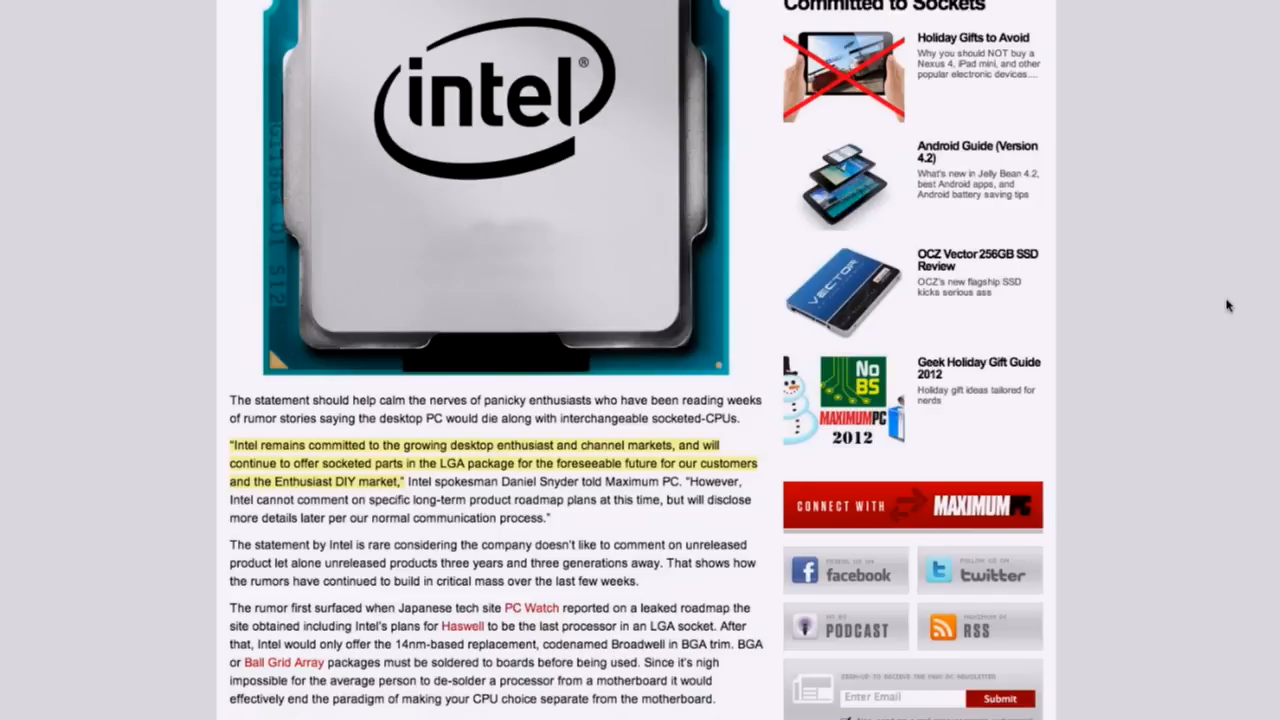 intel®
The statement should help calm the nerves of panicky enthusiasts who have been reading weeks
of rumor stories saying the desktop PC would die along with interchangeable socketed-CPUs.
“Intel remains committed to the growing desktop enthusiast and channel markets, and will
continue to offer socketed parts in the LGA package for the foreseeable future for our customers
and the Enthusiast DIY market,” Intel spokesman Daniel Snyder told Maximum PC. “However,
Intel cannot comment on specific long-term product roadmap plans at this time, but will disclose
more details later per our normal communication process.”
The statement by Intel is rare considering the company doesn’t like to comment on unreleased
product let alone unreleased products three years and three generations away. That shows how
the rumors have continued to build in critical mass over the last few weeks.
The rumor first surfaced when Japanese tech site PC Watch reported on a leaked roadmap the
site obtained including Intel’s plans for Haswell to be the last processor in an LGA socket. After
that, Intel would only offer the 14nm-based replacement, codenamed Broadwell in BGA trim. BGA
or Ball Grid Array packages must be soldered to boards before being used. Since it’s nigh
impossible for the average person to de-solder a processor from a motherboard it would
effectively end the paradigm of making your CPU choice separate from the motherboard.
Committed to Sockets
Holiday Gifts to Avoid
Why you should NOT buy a
Nexus 4, iPad mini, and other
popular electronic devices....
Android Guide (Version
4.2)
What's new in Jelly Bean 4.2,
best Android apps, and
Android battery saving tips
VECTOR
OCZ Vector 256GB SSD
Review
OCZ's new flagship SSD
kicks serious ass
No
BS
MAXIMUMPC
2012
Geek Holiday Gift Guide
2012
Holiday gift ideas tailored for
nerds
CONNECT WITH MAXIMUMPC
facebook
FOLLOW US ON
twitter
PODCAST
MAXIMUM PC
RSS
Enter Email
Submit